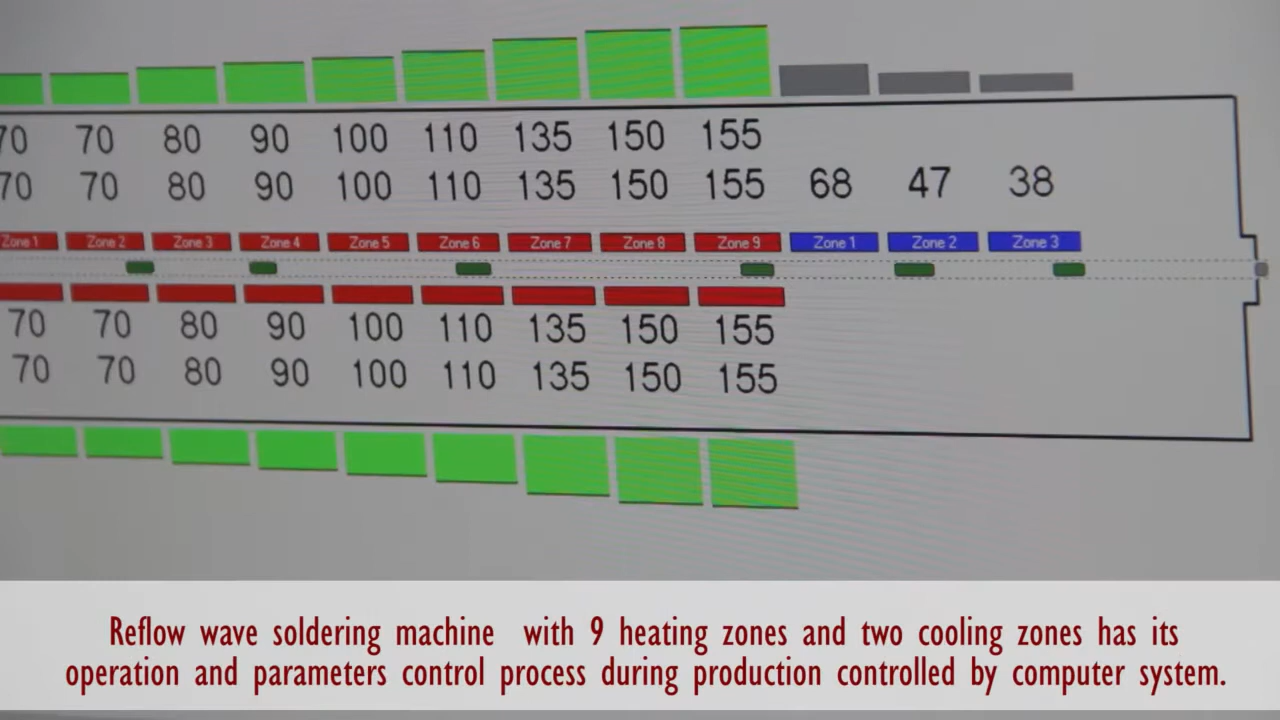 70 70 80 90 100 110 135 150 155
70 70 80 90 100 110 135 150 155 68 47 38
Zone 1 Zone 2 Zone 3 Zone 4 Zone 5 Zone 6 Zone 7 Zone 8 Zone 9 Zone 1 Zone 2 Zone 3
70 70 80 90 100 110 135 150 155
70 70 80 90 100 110 135 150 155
Reflow wave soldering machine with 9 heating zones and two cooling zones has its
operation and parameters control process during production controlled by computer system.